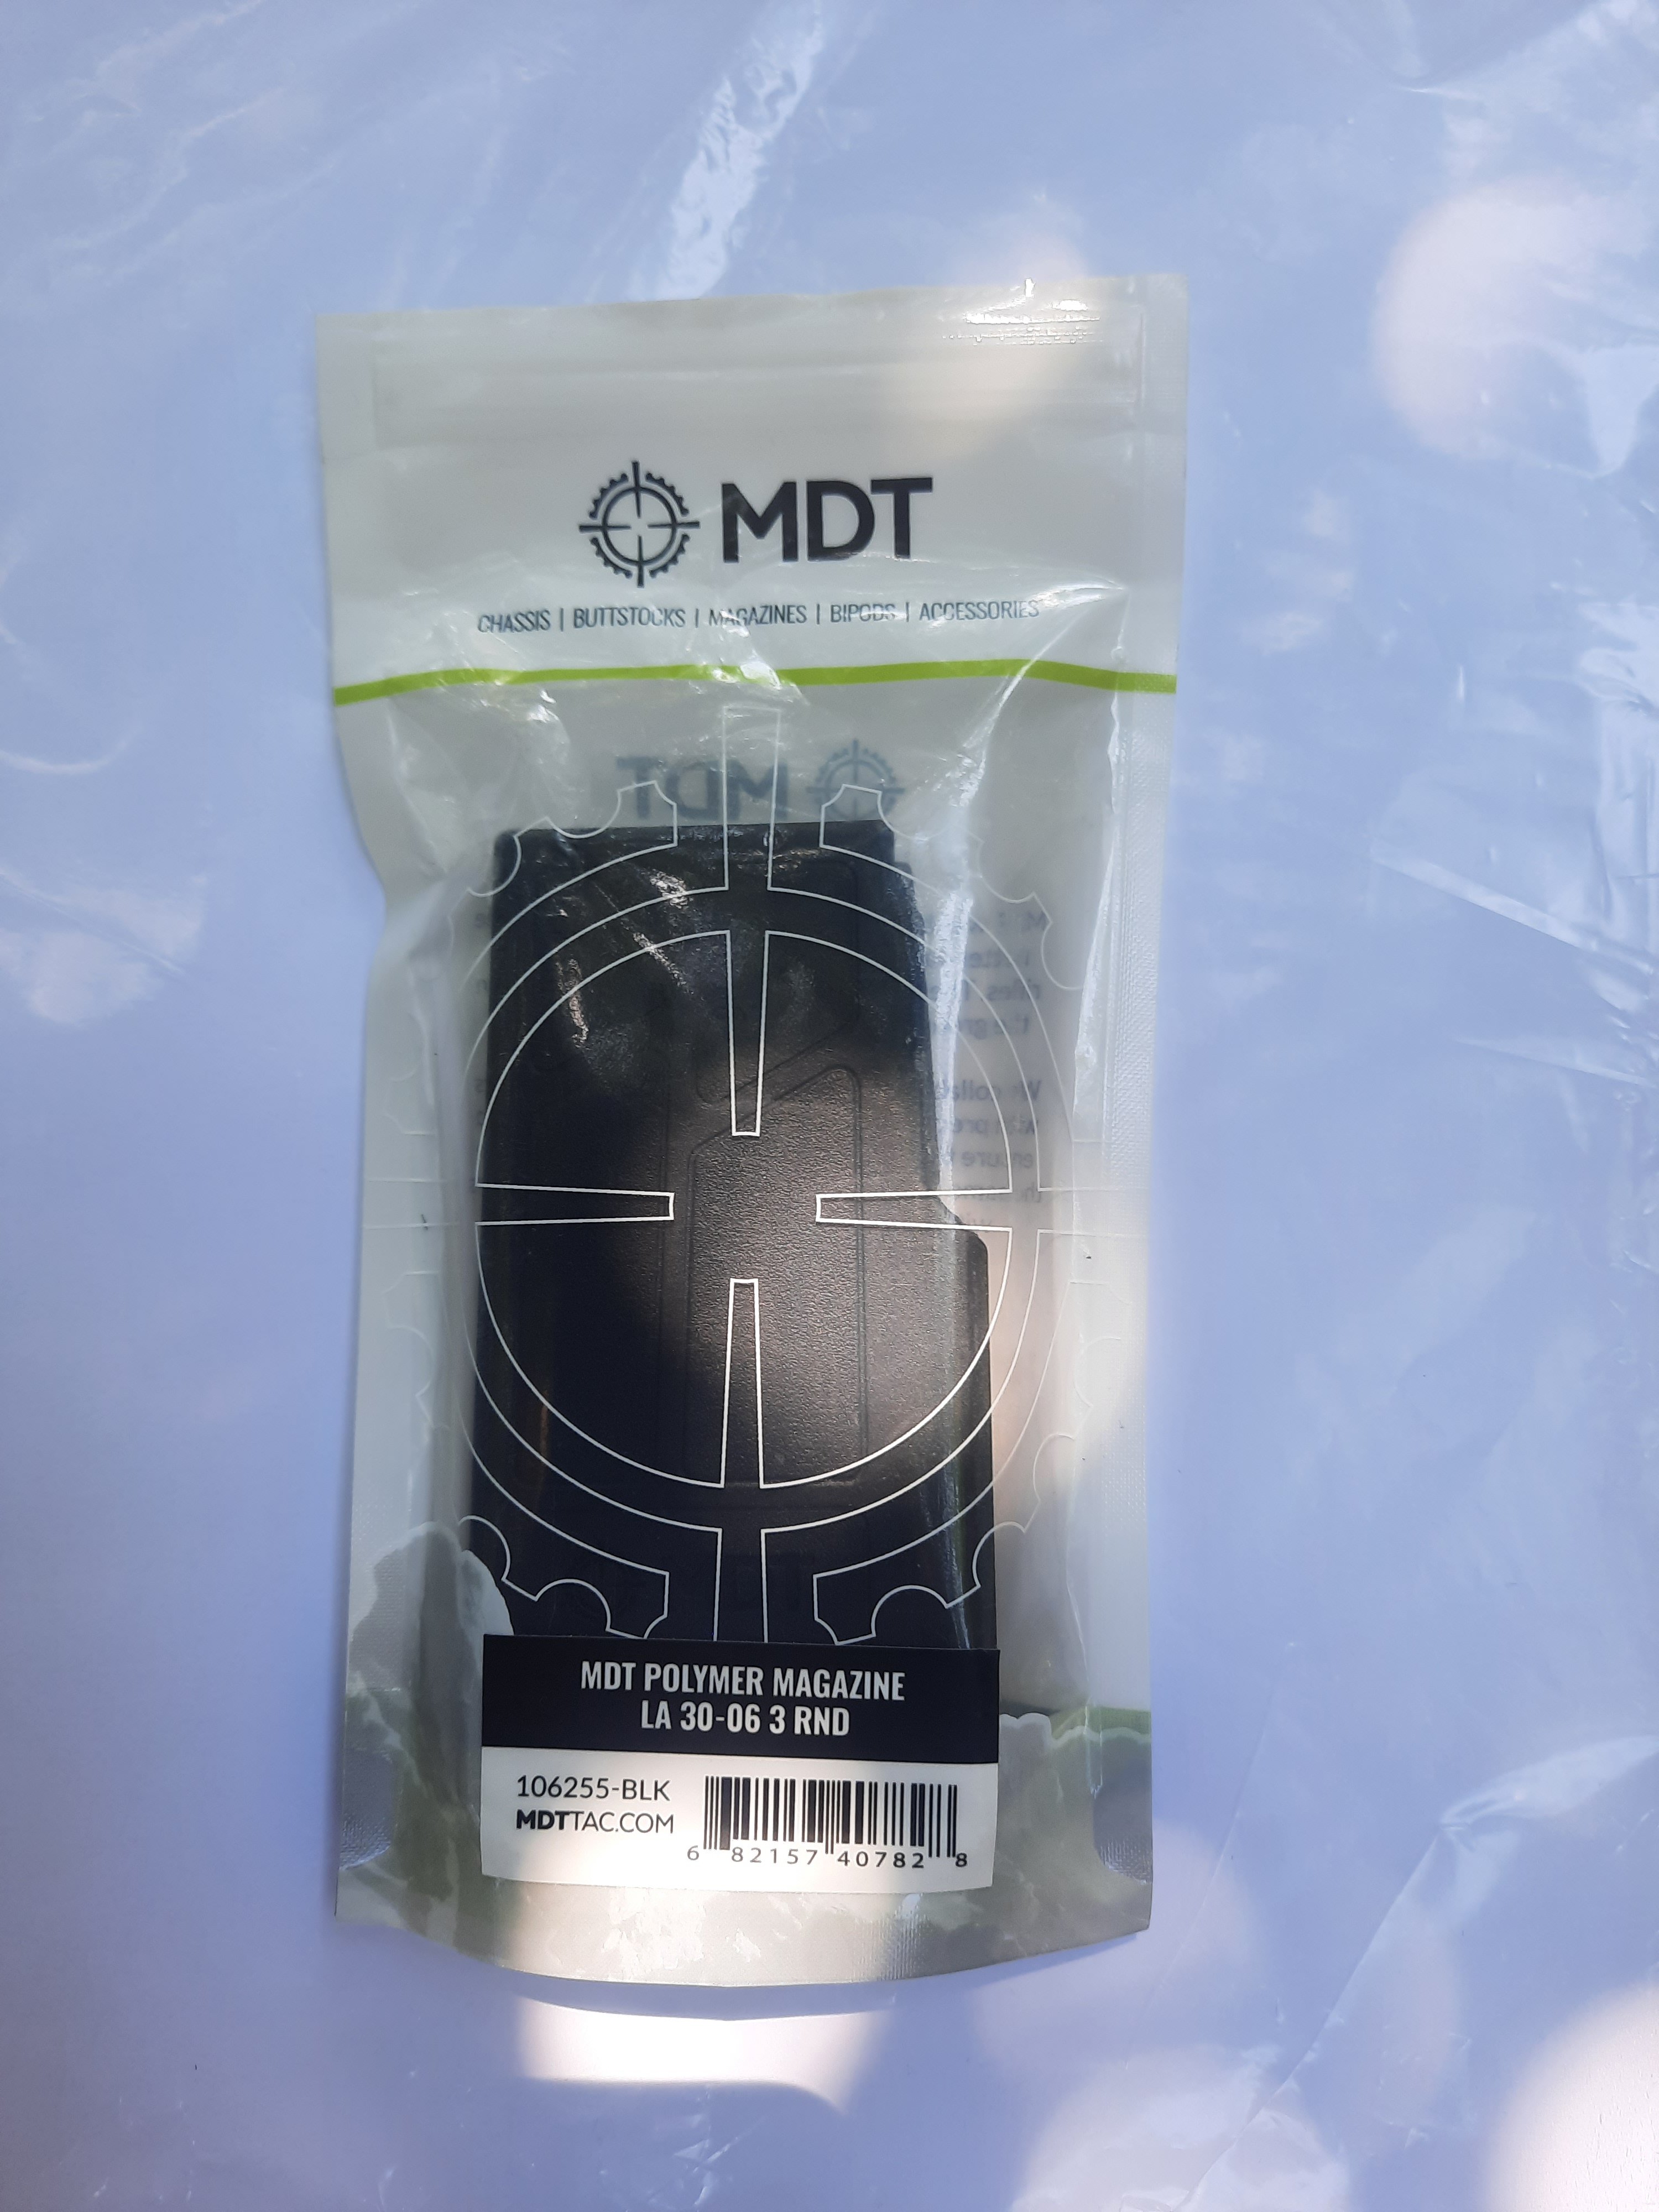 MDT
CHASSIS | BUTTSTOCKS | MAGAZINES | BIPODS | ACCESSORIES
MDT
MDT POLYMER MAGAZINE
LA 30-06 3 RND
106255-BLK
MDTTAC.COM
6 82157 40782 8